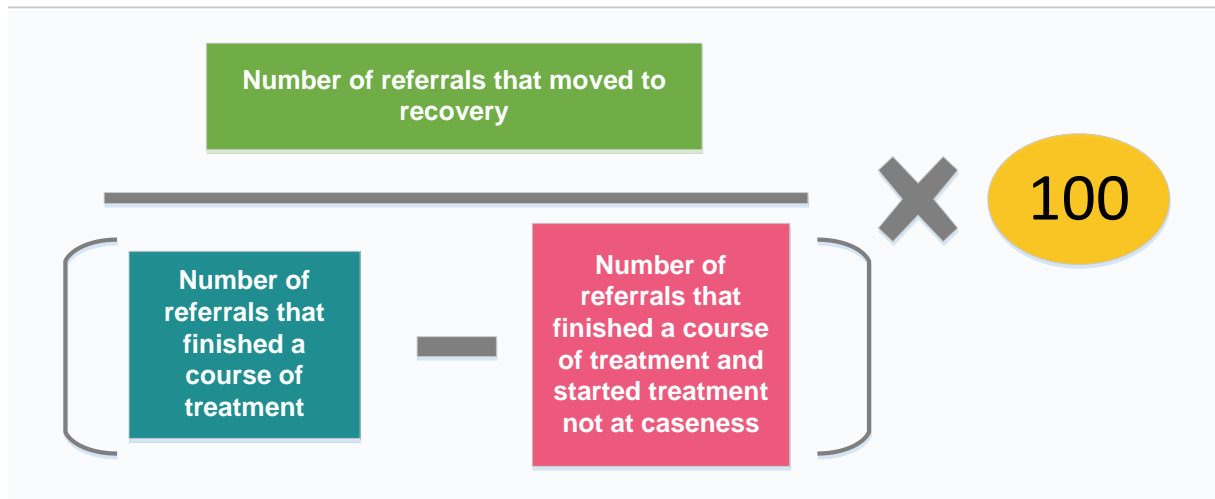 Number of referrals that moved to
recovery
100
Number of
referrals that
finished a
course of
treatment
Number of
referrals that
finished a course
of treatment and
started treatment
not at caseness